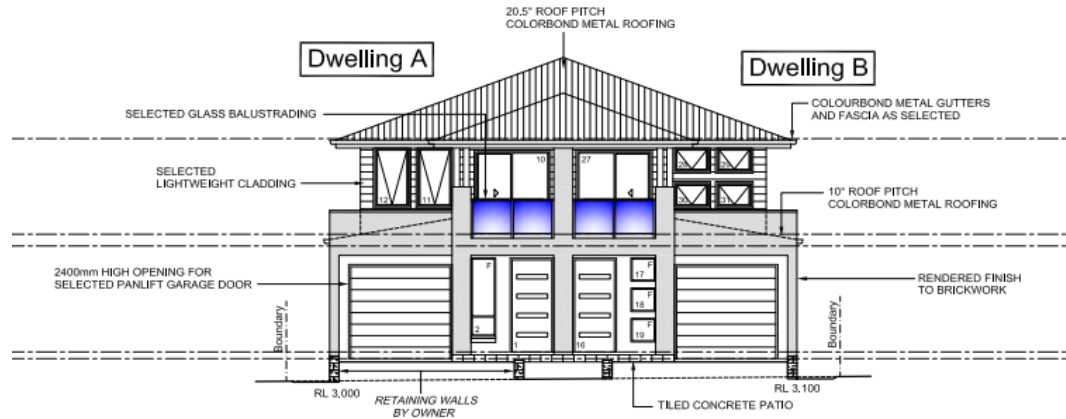 20.5° ROOF PITCH
COLORBOND METAL ROOFING
Dwelling A
Dwelling B
SELECTED GLASS BALUSTRADING
COLOURBOND METAL GUTTERS
AND FASCIA AS SELECTED
SELECTED
LIGHTWEIGHT CLADDING
10
27
28
29
12
11
30
31
10° ROOF PITCH
COLORBOND METAL ROOFING
2400mm HIGH OPENING FOR
SELECTED PANLIFT GARAGE DOOR
F
F
17
F
18
F
19
2
1
16
RENDERED FINISH
TO BRICKWORK
Boundary
Boundary
RL 3.000
RL 3.100
RETAINING WALLS
BY OWNER
TILED CONCRETE PATIO